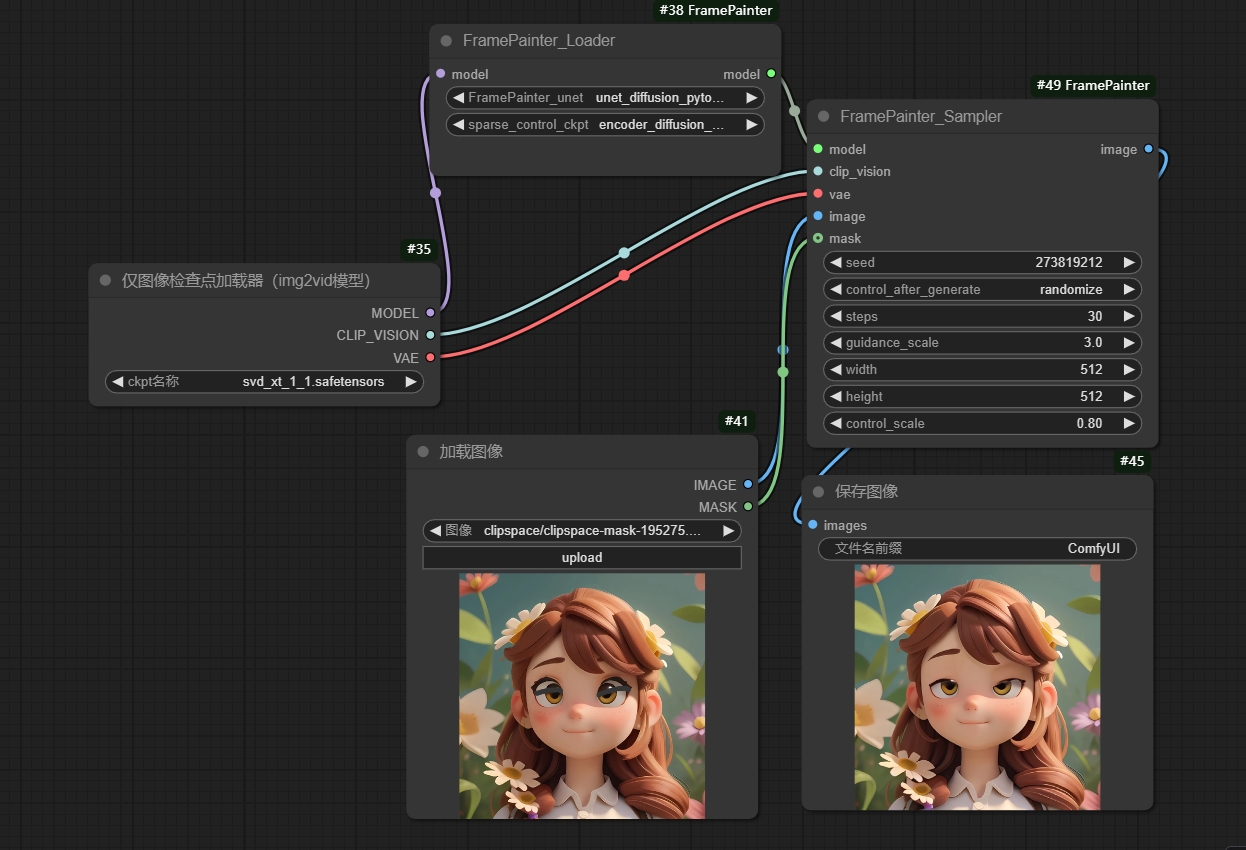 #38 FramePainter
FramePainter_Loader
model
model
FramePainter_unet unet_diffusion_pyto...
sparse_control_ckpt encoder_diffusion_...
#49 FramePainter
FramePainter_Sampler
model
image
clip_vision
vae
image
mask
seed 273819212
control_after_generate randomize
steps 30
guidance_scale 3.0
width 512
height 512
control_scale 0.80
#35
仅图像检查点加载器（img2vid模型）
MODEL
CLIP_VISION
VAE
ckpt名称 svd_xt_1_1.safetensors
#41
加载图像
IMAGE
MASK
图像 clipspace/clipspace-mask-195275....
upload
#45
保存图像
images
文件名前缀 ComfyUI